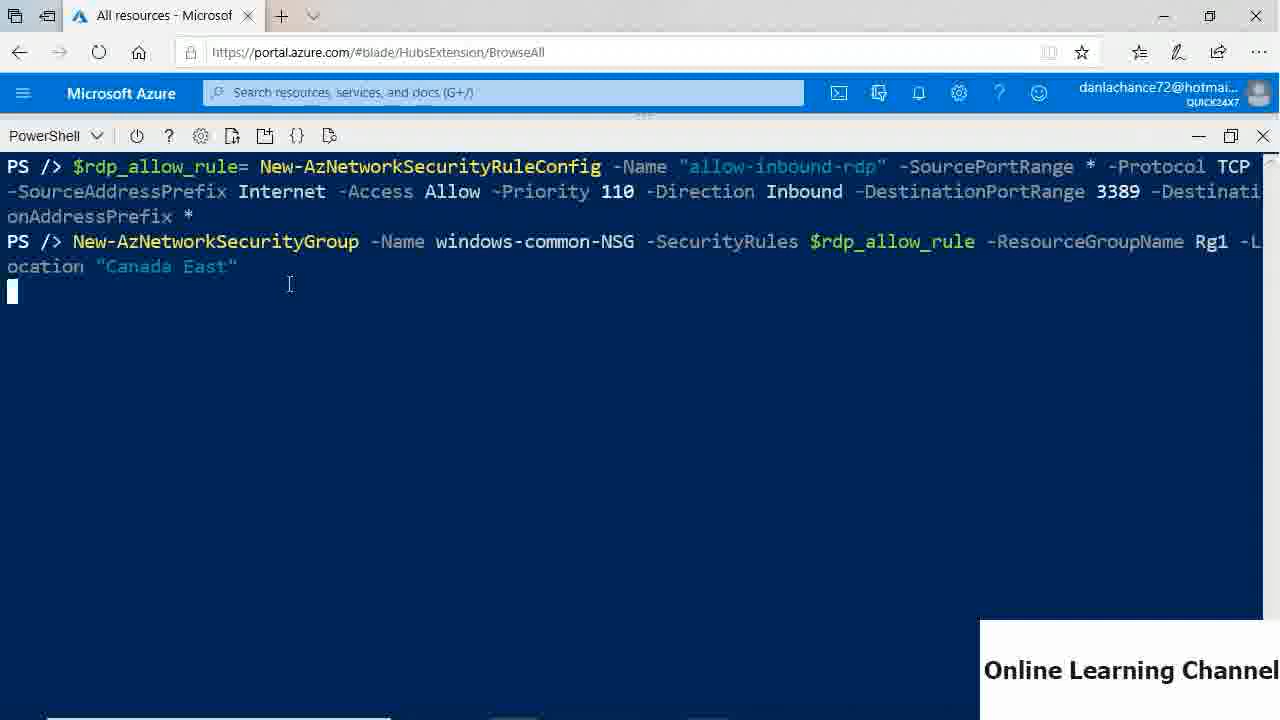 All resources - Microsof
https://portal.azure.com/#blade/HubsExtension/BrowseAll
Microsoft Azure
Search resources, services, and docs (G+/)
danlachance72@hotmai...
QUICK24X7
PowerShell
PS /> $rdp_allow_rule= New-AzNetworkSecurityRuleConfig -Name "allow-inbound-rdp" -SourcePortRange * -Protocol TCP
-SourceAddressPrefix Internet -Access Allow -Priority 110 -Direction Inbound -DestinationPortRange 3389 -Destinati
onAddressPrefix *
PS /> New-AzNetworkSecurityGroup -Name windows-common-NSG -SecurityRules $rdp_allow_rule -ResourceGroupName Rg1 -L
ocation "Canada East"
Online Learning Channel